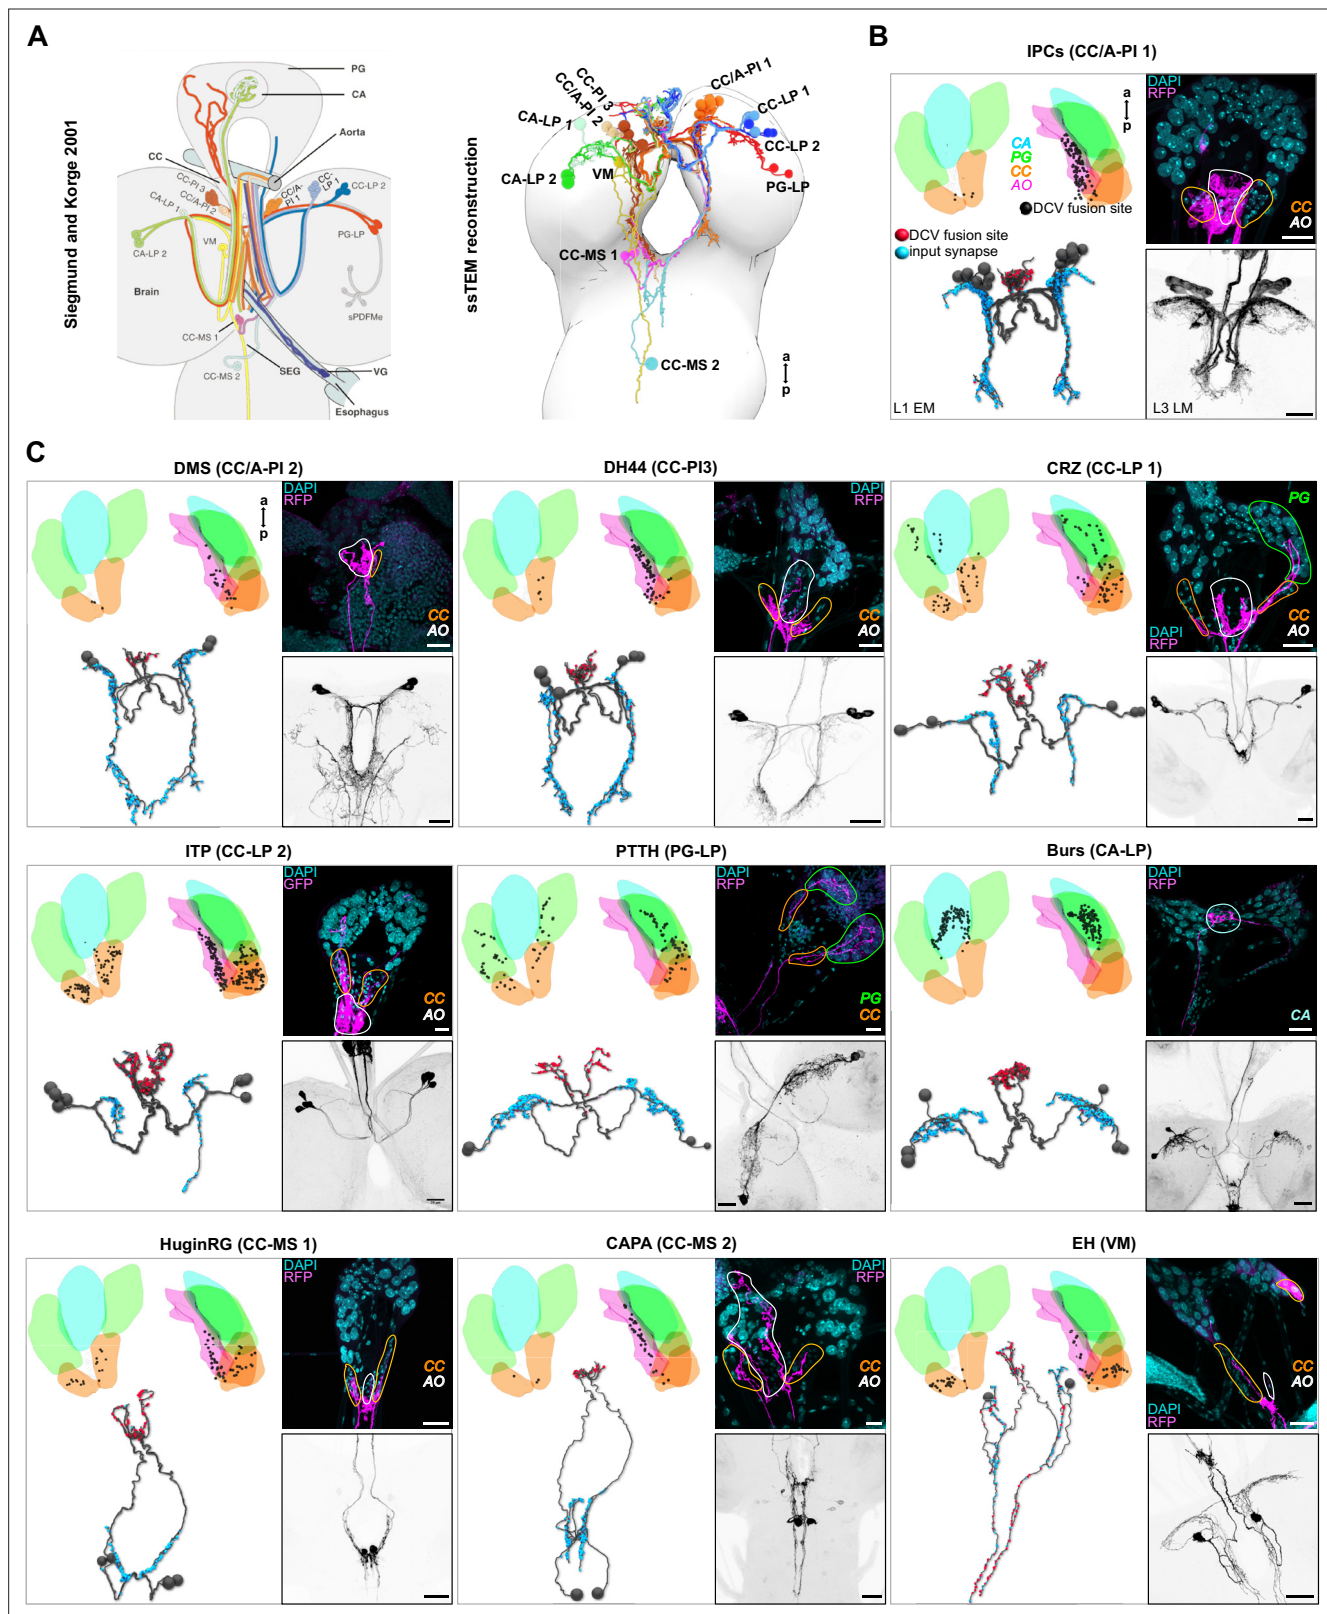 A
Siegmund and Korge 2001
PG
CA
Aorta
CC
CC-PI 3
CC/A-PI 2
CA-LP 1
CC/A-PI 1
CC-LP 1
CC-LP 2
VM
PG-LP
CA-LP 2
Brain
sPDFMe
CC-MS 1
SEG
VG
CC-MS 2
Esophagus
ssTEM reconstruction
CC/A-PI 1
CC-PI 3
CC/A-PI 2
CC-LP 1
CA-LP 1
CC-LP 2
CA-LP 2
VM
PG-LP
CC-MS 1
CC-MS 2
a
p
B
IPCs (CC/A-PI 1)
a
p
CA
PG
CC
AO
DCV fusion site
DCV fusion site
input synapse
L1 EM
DAPI
RFP
CC
AO
L3 LM
C
DMS (CC/A-PI 2)
a
p
DAPI
RFP
CC
AO
DH44 (CC-PI3)
DAPI
RFP
CC
AO
CRZ (CC-LP 1)
PG
CC
AO
DAPI
RFP
ITP (CC-LP 2)
DAPI
GFP
CC
AO
PTTH (PG-LP)
DAPI
RFP
PG
CC
Burs (CA-LP)
DAPI
RFP
CA
HuginRG (CC-MS 1)
DAPI
RFP
CC
AO
CAPA (CC-MS 2)
DAPI
RFP
CC
AO
EH (VM)
CC
AO
DAPI
RFP